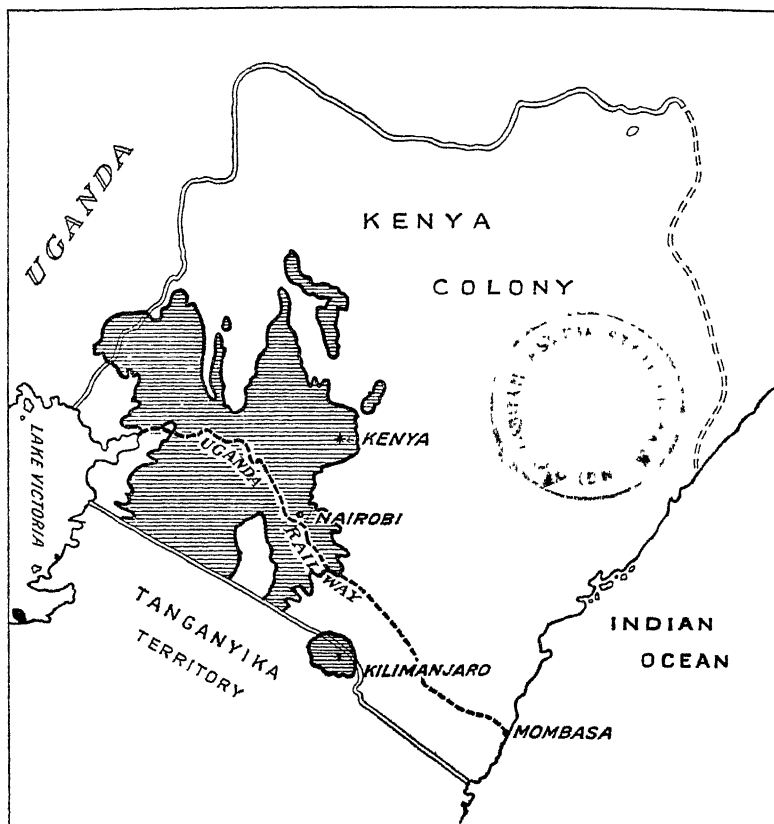 UGANDA
KENYA
COLONY
LAKE VICTORIA
UGANDA
RAILWAY
KENYA
NAIROBI
TANGANYIKA
TERRITORY
KILIMANJARO
INDIAN
OCEAN
MOMBASA